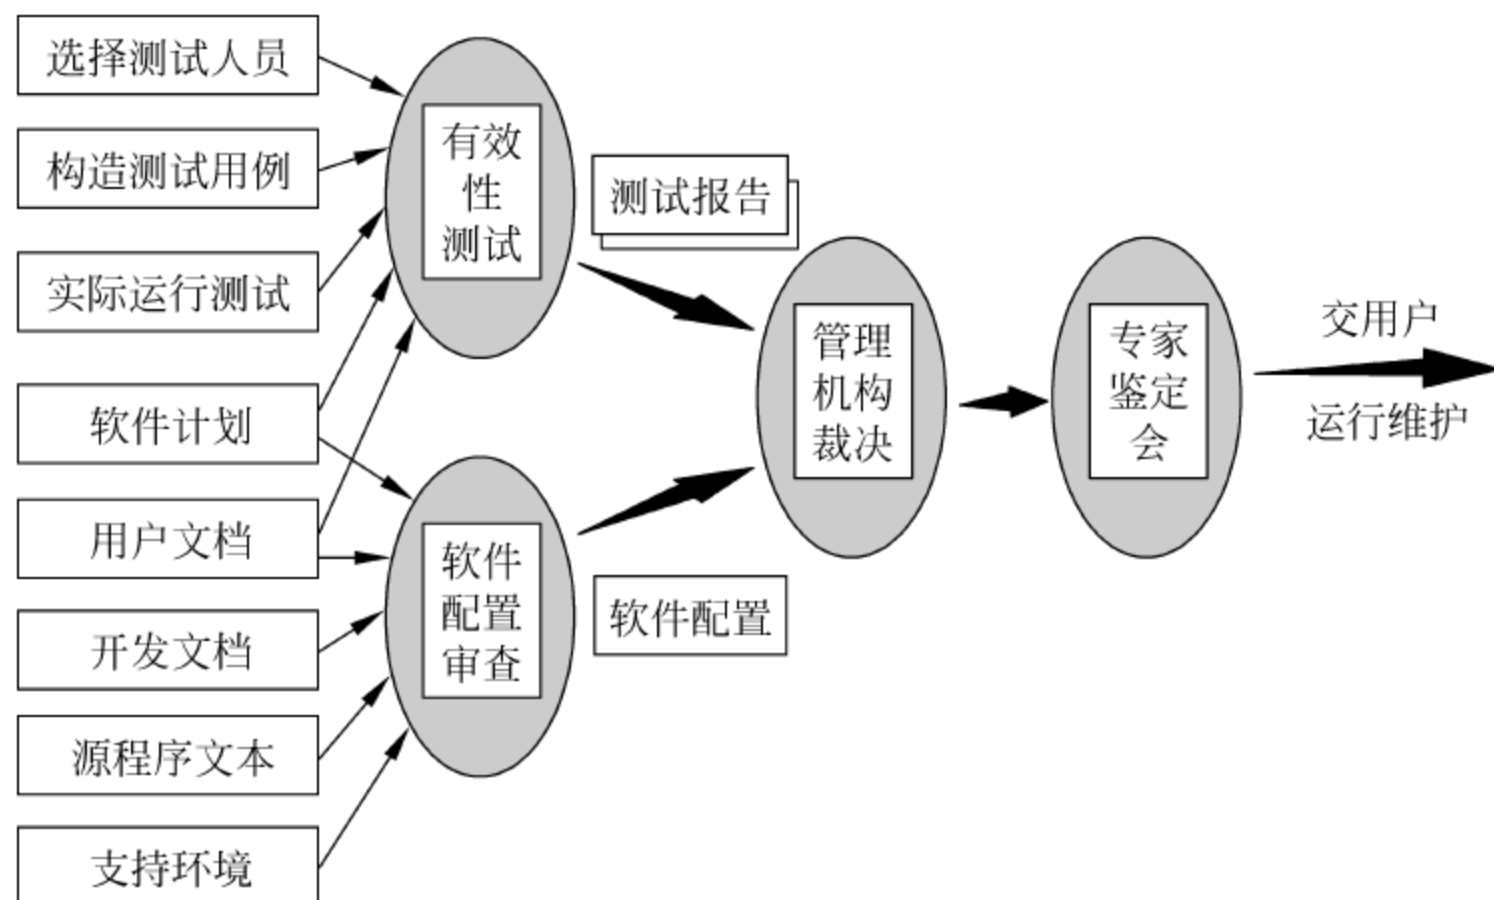 选择测试人员
构造测试用例
实际运行测试
软件计划
用户文档
开发文档
源程序文本
支持环境
有效
性
测试
软件
配置
审查
测试报告
软件配置
管理
机构
裁决
专家
鉴定
会
交用户
运行维护